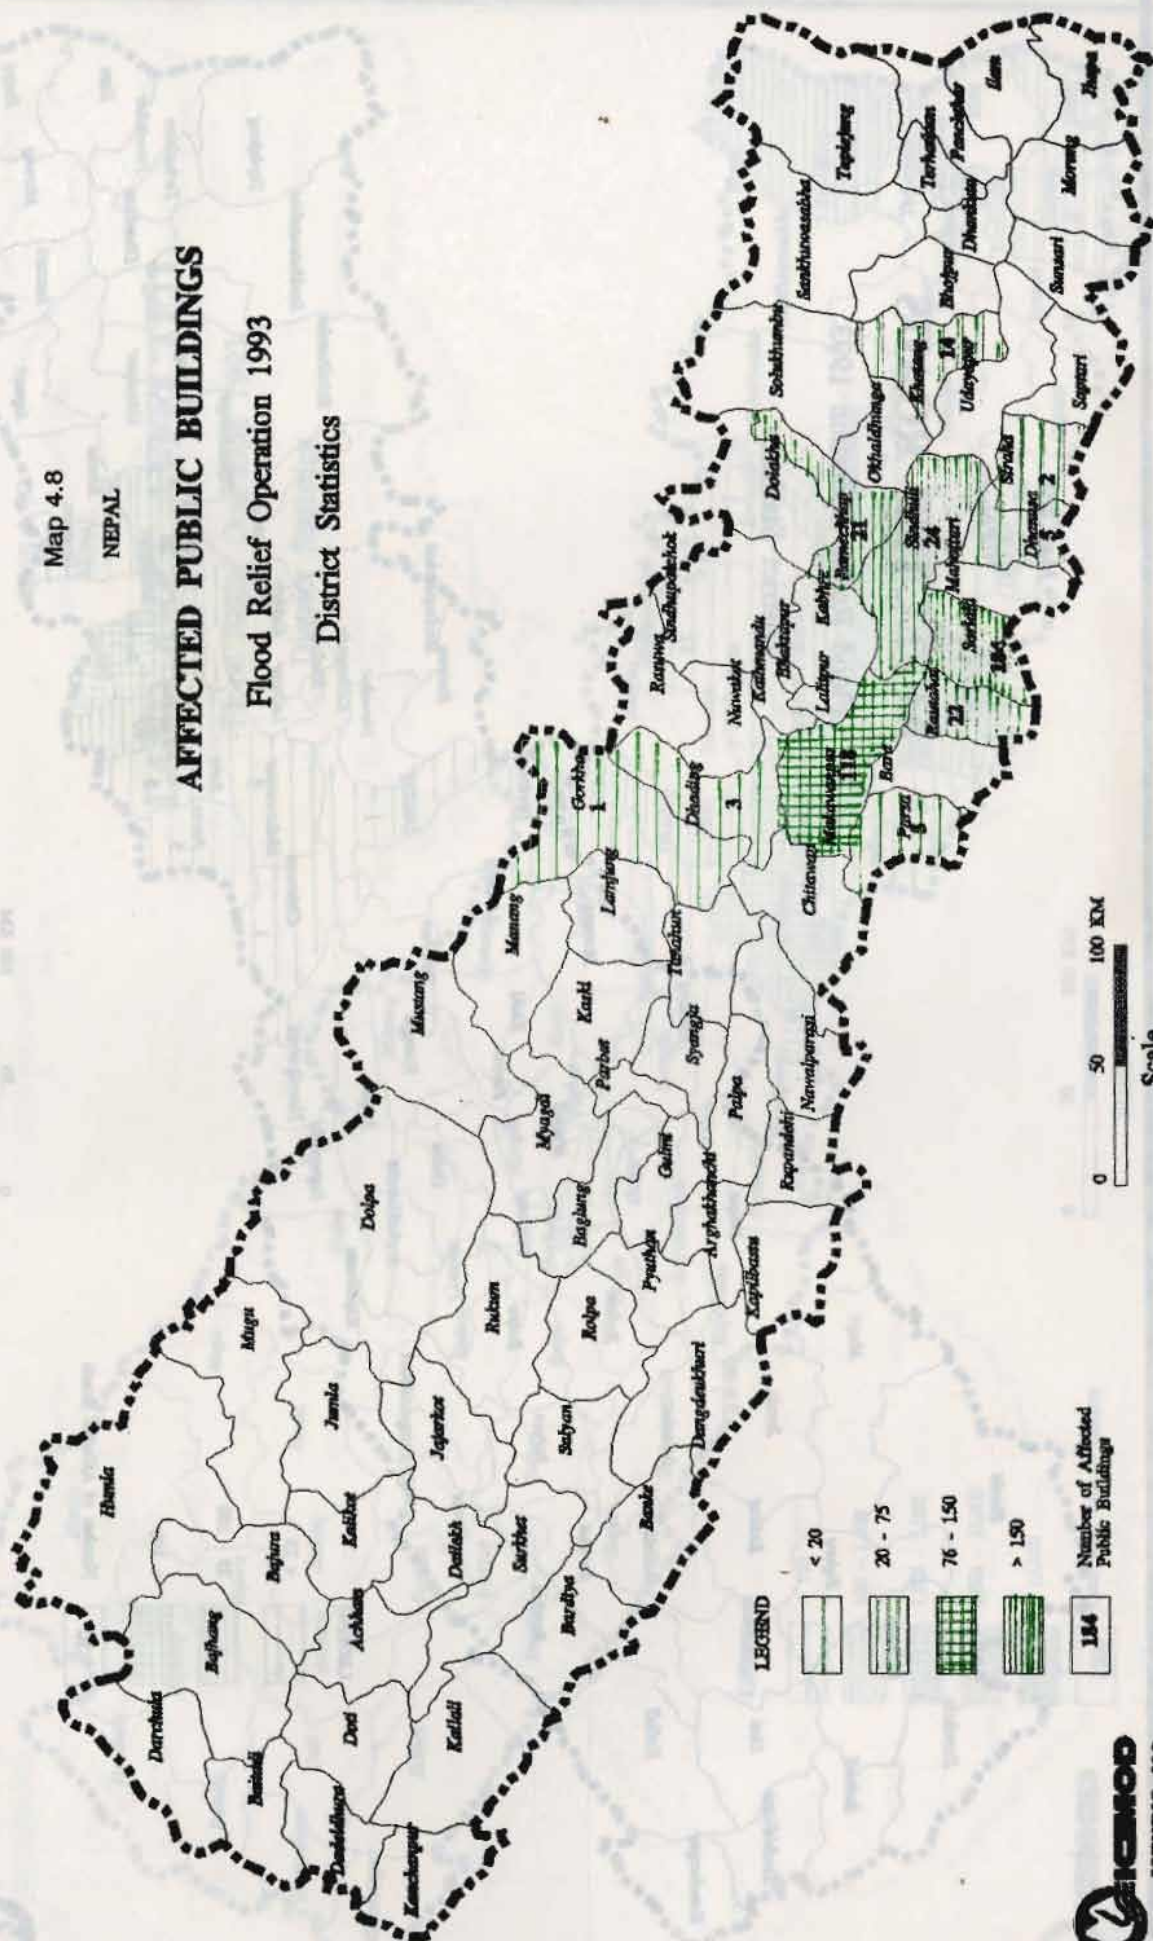 Map 4.8
NEPAL
AFFECTED PUBLIC BUILDINGS
Flood Relief Operation 1993
District Statistics
Humla
Darchula
Bajhang
Bajura
Mugu
Baitadi
Jumla
Dolpa
Doti
Achham
Kalikot
Dadeldhura
Mustang
Kanchanpur
Kailali
Dailekh
Jajarkot
Rukum
Manang
Surkhet
Salyan
Rolpa
Baglung
Myagdi
Kaski
Lamjung
Gorkha
1
Bardiya
Banke
Pyuthan
Gulmi
Parbat
Syangja
Tanahun
Dhading
3
Rasuwa
Sindhupalchok
Nuwakot
Kathmandu
Bhaktapur
Lalitpur
Kabhre
Dolakha
Dangdeukhuri
Arghakhanchi
Palpa
Kapilbastu
Rupandehi
Nawalparasi
Chitawan
Makawanpur
118
Bara
Parsa
Rautahat
22
Sarlahi
184
21
Sindhuli
24
Mahottari
Dhanusa
5
Siraha
2
Solukhumbu
Okhaldhunga
Khotang
14
Udayapur
Saptari
Sankhuwasabha
Bhojpur
Dhankuta
Sunsari
Morang
Taplejung
Terhathum
Panchthar
Ilam
Jhapa
LEGEND
< 20
20 - 75
76 - 150
> 150
184
Number of Affected
Public Buildings
0 50 100 KM
Scale
ICIMOD